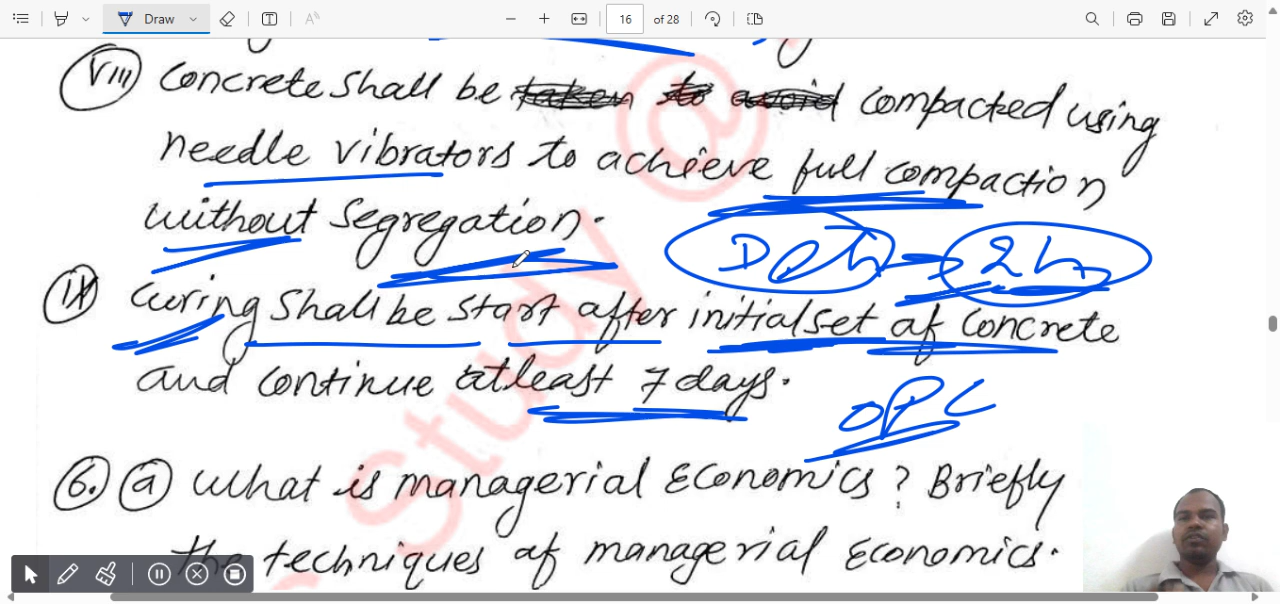 Draw
16 of 28
(viii) Concrete shall be taken to avoid compacted using
needle vibrators to achieve full compaction
without segregation.
2h
(ix) Curing shall be start after initial set of concrete
and continue atleast 7 days.
OPC
6. (a) What is managerial Economics? Briefly
the techniques of managerial Economics.
Study @